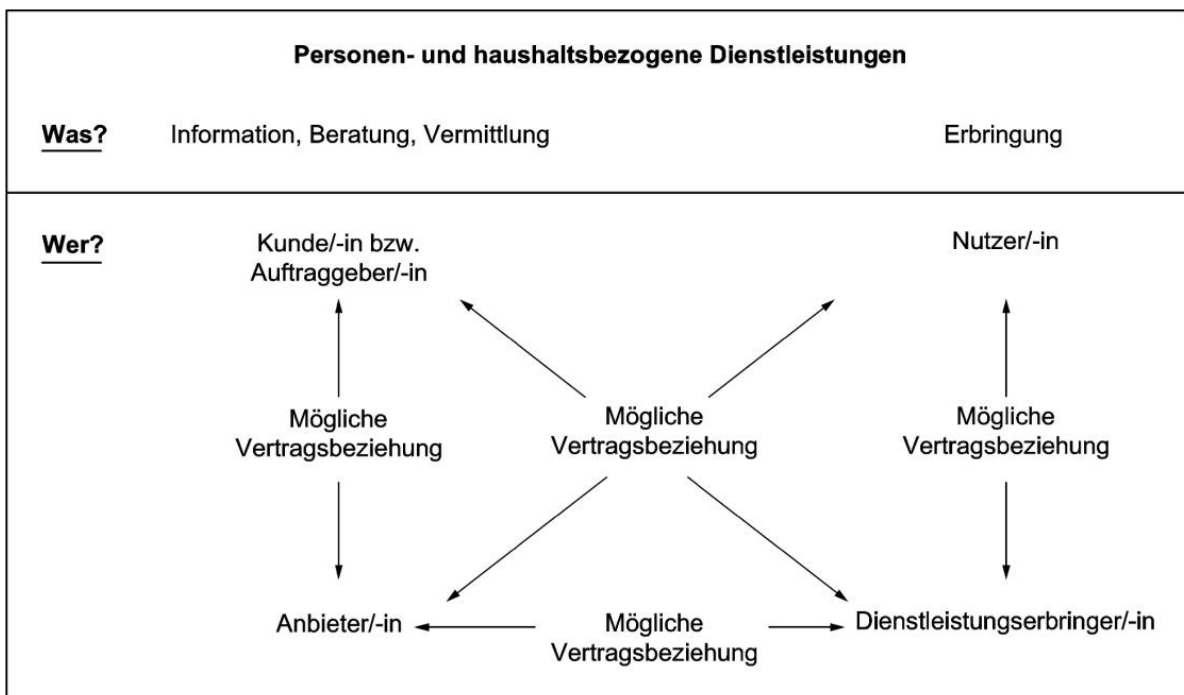 Personen- und haushaltsbezogene Dienstleistungen
Was? Information, Beratung, Vermittlung Erbringung
Wer? Kunde/-in bzw. Nutzer/-in
Auftraggeber/-in
Mögliche Mögliche Mögliche
Vertragsbeziehung Vertragsbeziehung Vertragsbeziehung
Anbieter/-in Mögliche Dienstleistungserbringer/-in
Vertragsbeziehung